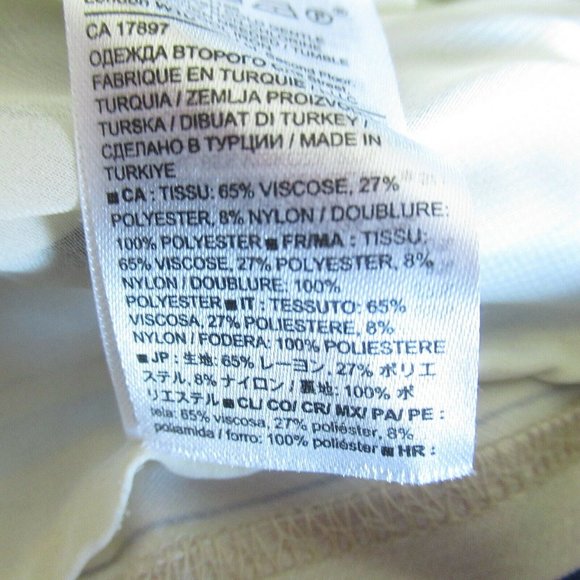 CA 17897
ОДЕЖДА ВТОРОГО
FABRIQUE EN TURQUIE
TURQUIA / ZEMLJA PROIZVO
TURSKA / DIBUAT DI TURKEY /
СДЕЛАНО В ТУРЦИИ / MADE IN
TURKIYE
■ CA : TISSU: 65% VISCOSE, 27%
POLYESTER, 8% NYLON / DOUBLURE:
100% POLYESTER ■ FR/MA : TISSU:
65% VISCOSE, 27% POLYESTER, 8%
NYLON / DOUBLURE: 100%
POLYESTER ■ IT : TESSUTO: 65%
VISCOSA, 27% POLIESTERE, 8%
NYLON / FODERA: 100% POLIESTERE
■ JP : 生地: 65% レーヨン, 27% ポリエ
ステル, 8% ナイロン / 裏地: 100% ポ
リエステル ■ CL/ CO/ CR/ MX/ PA/ PE :
tela: 65% viscosa, 27% poliéster, 8%
poliamida / forro: 100% poliéster ■ HR :